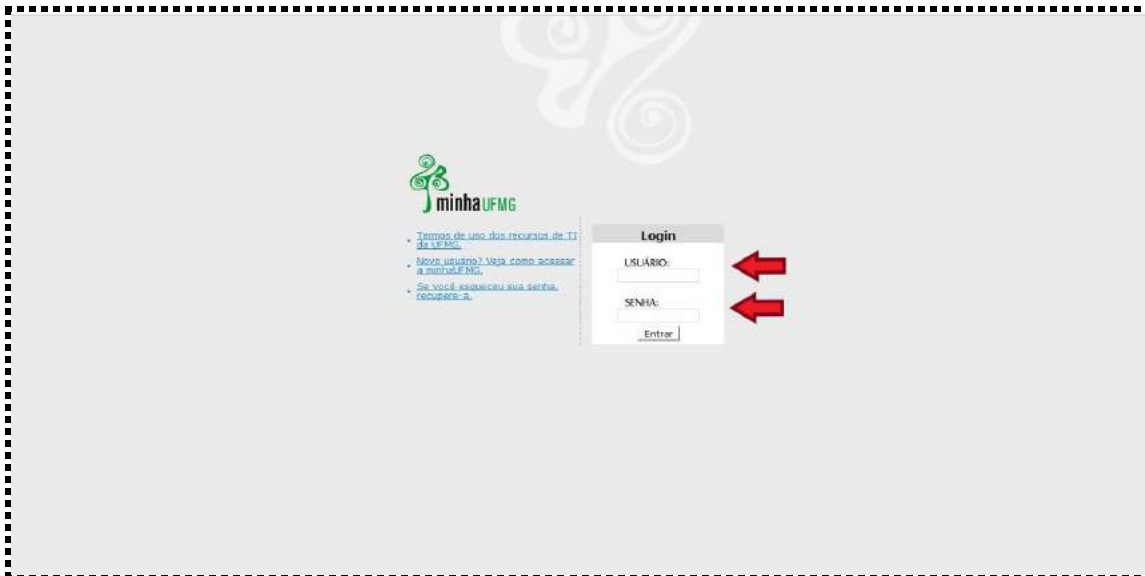 minhaUFMG
Termos de uso dos recursos de TI
da UFMG.
Novo usuário? Veja como acessar
a minhaUFMG.
Se você esqueceu sua senha,
recupere-a.
Login
USUÁRIO:
SENHA:
Entrar